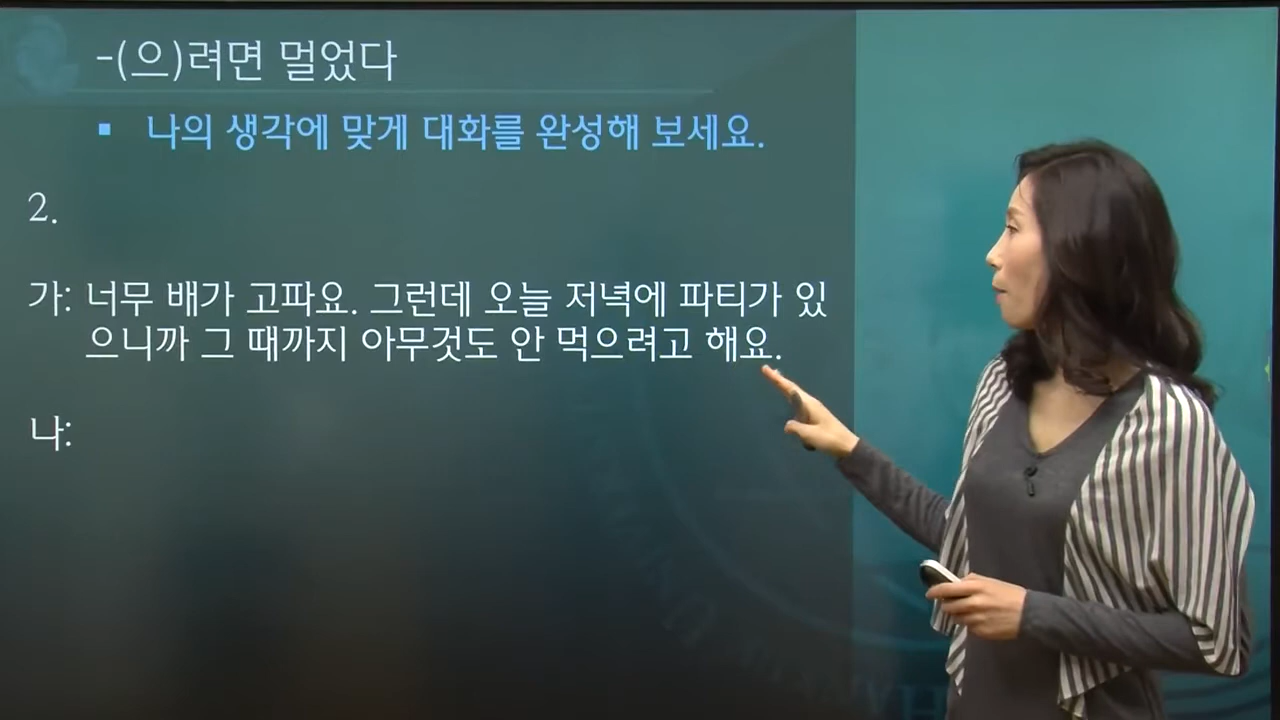 -(으)려면 멀었다
▪ 나의 생각에 맞게 대화를 완성해 보세요.
2.
가: 너무 배가 고파요. 그런데 오늘 저녁에 파티가 있
으니까 그 때까지 아무것도 안 먹으려고 해요.
나: